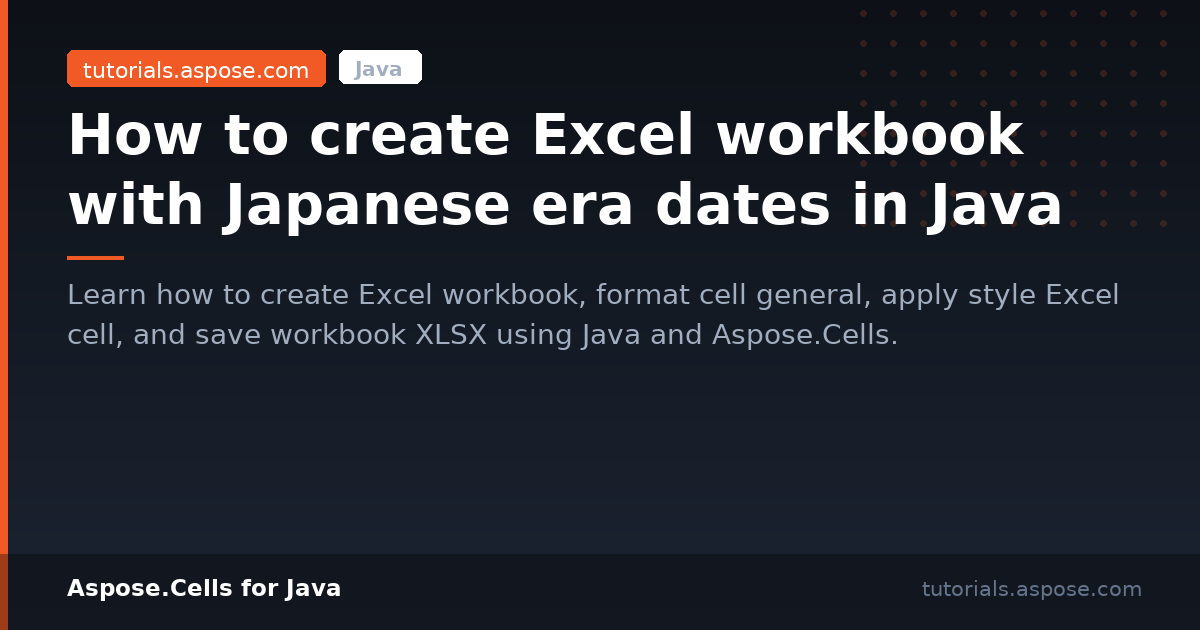 tutorials.aspose.com
Java
How to create Excel workbook
with Japanese era dates in Java
Learn how to create Excel workbook, format cell general, apply style Excel
cell, and save workbook XLSX using Java and Aspose.Cells.
Aspose.Cells for Java
tutorials.aspose.com